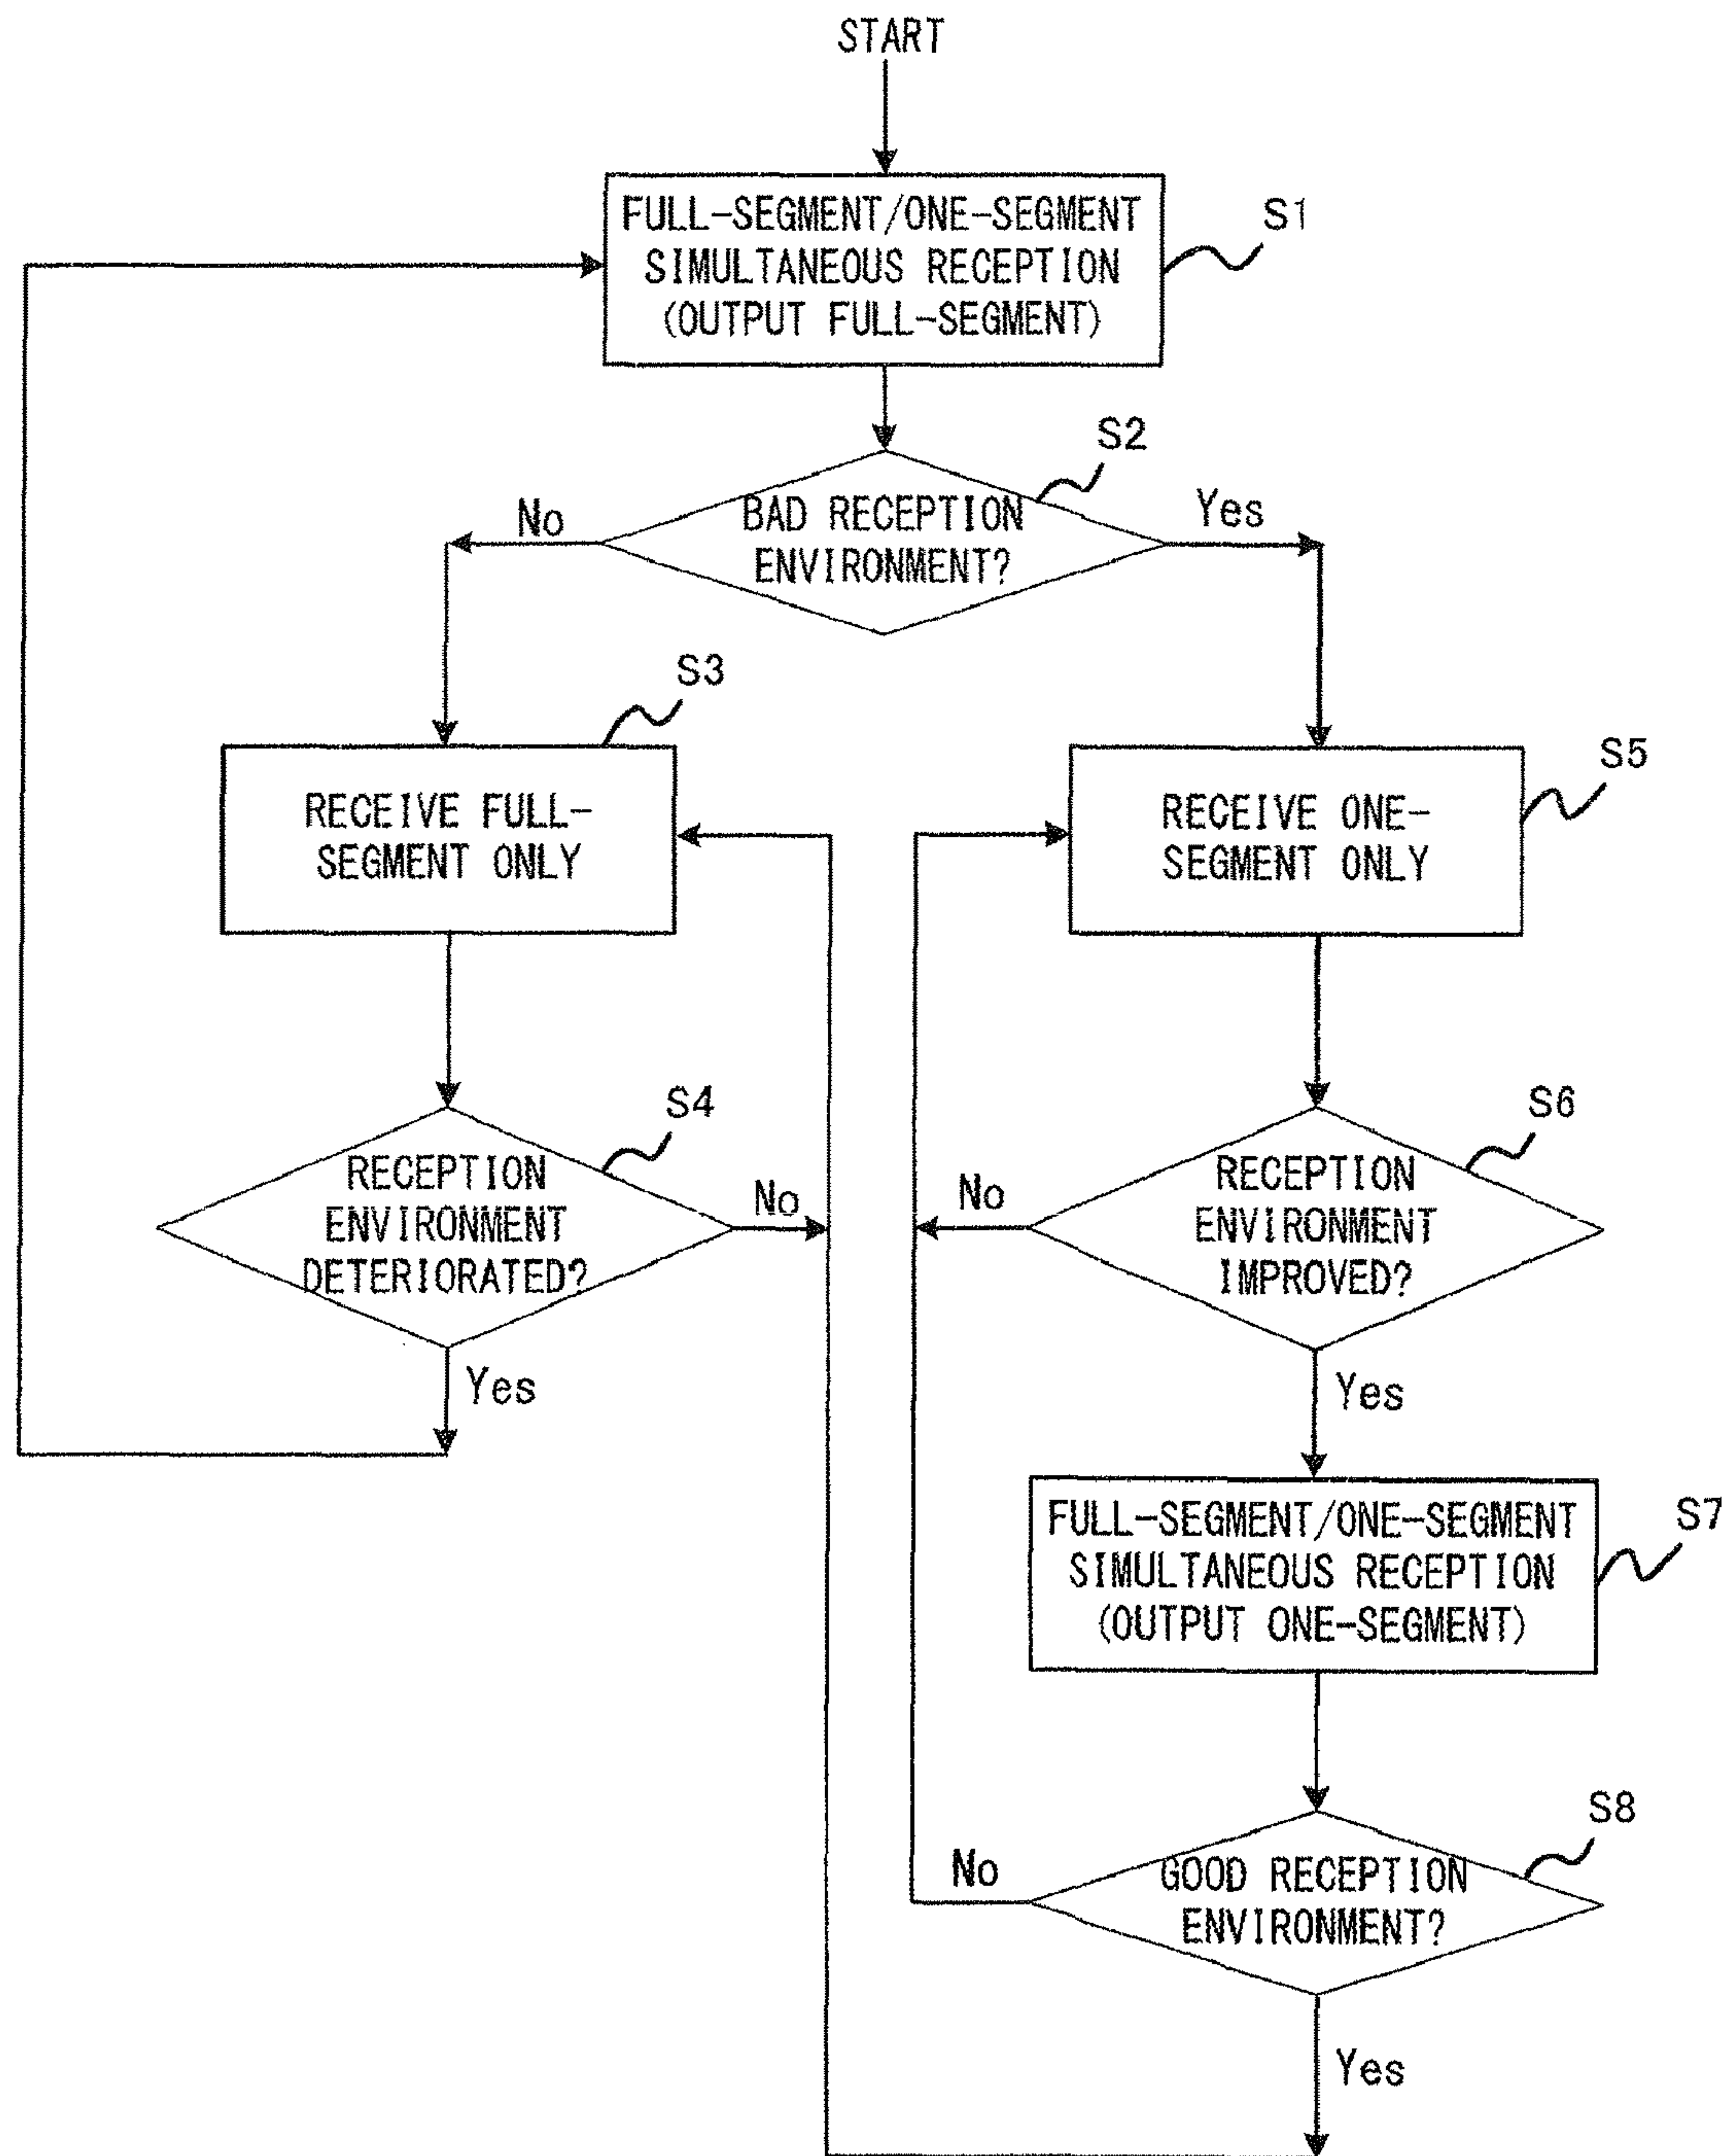 START
FULL-SEGMENT/ONE-SEGMENT
SIMULTANEOUS RECEPTION
(OUTPUT FULL-SEGMENT)
S1
S2
BAD RECEPTION
ENVIRONMENT?
No
Yes
S3
RECEIVE FULL-
SEGMENT ONLY
S5
RECEIVE ONE-
SEGMENT ONLY
S4
RECEPTION
ENVIRONMENT
DETERIORATED?
No
Yes
S6
RECEPTION
ENVIRONMENT
IMPROVED?
No
Yes
FULL-SEGMENT/ONE-SEGMENT
SIMULTANEOUS RECEPTION
(OUTPUT ONE-SEGMENT)
S7
S8
GOOD RECEPTION
ENVIRONMENT?
No
Yes